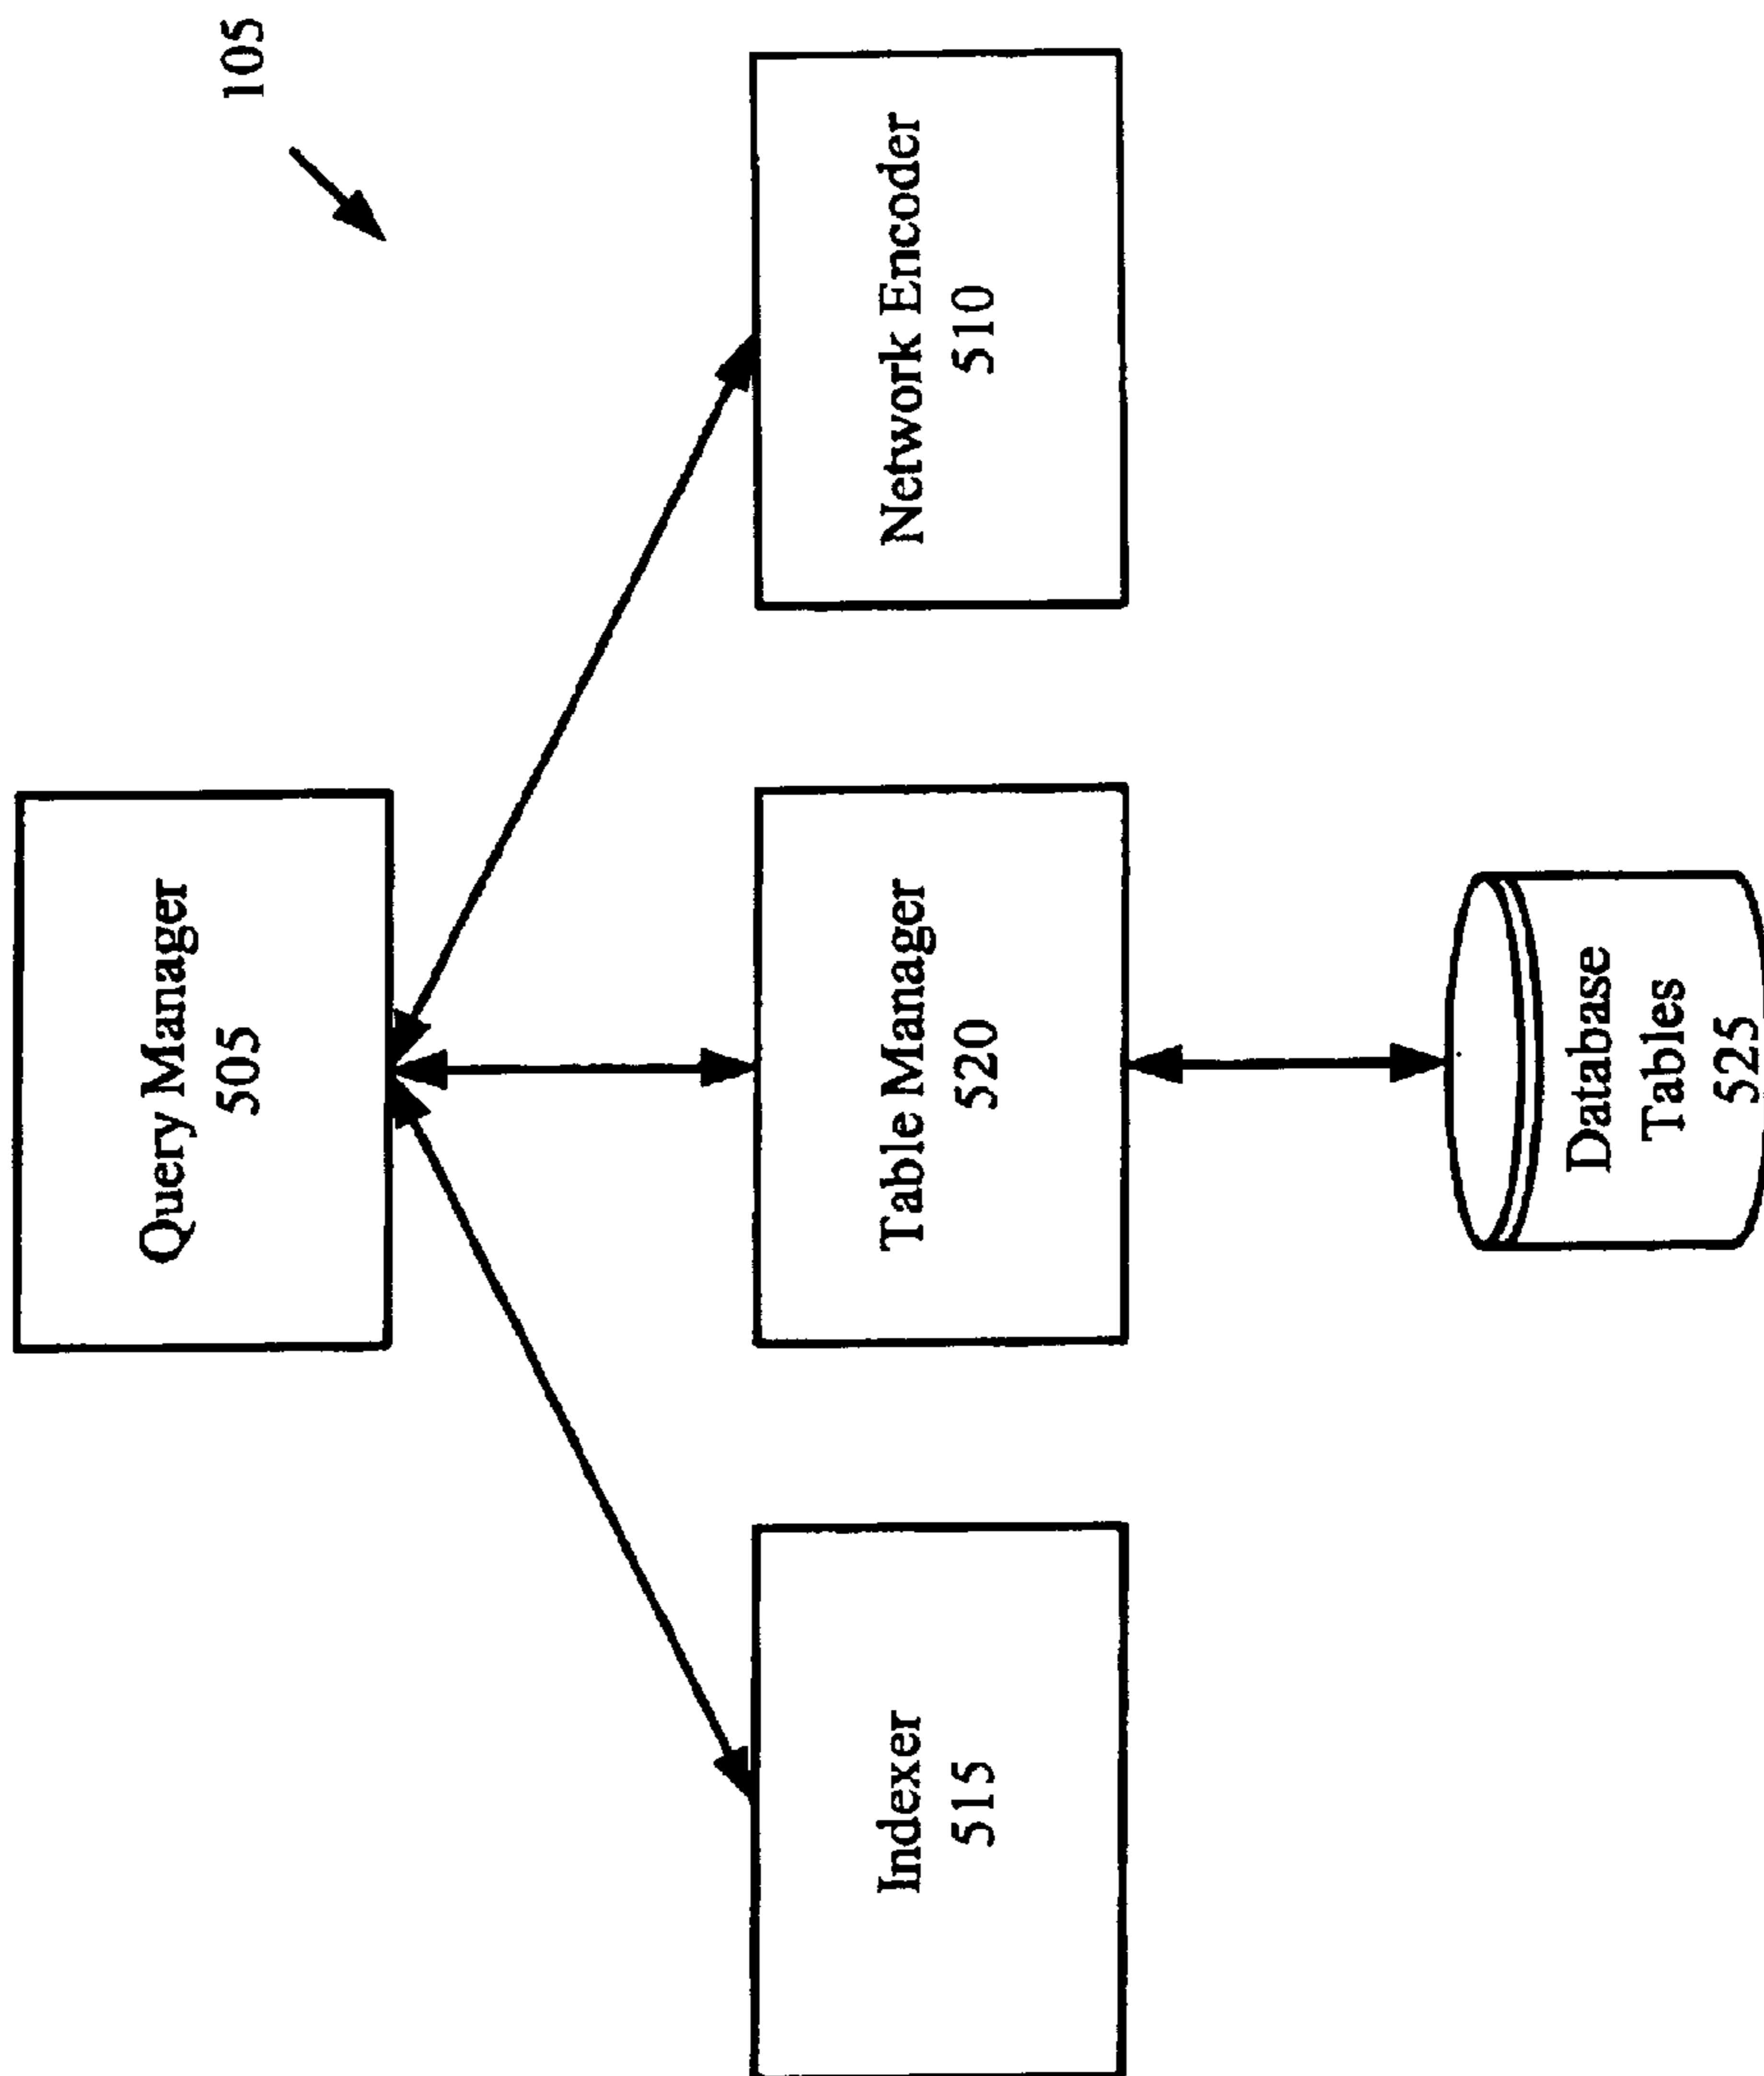 105
Query Manager
505
Network Encoder
510
Table Manager
520
Indexer
515
Database
Tables
525